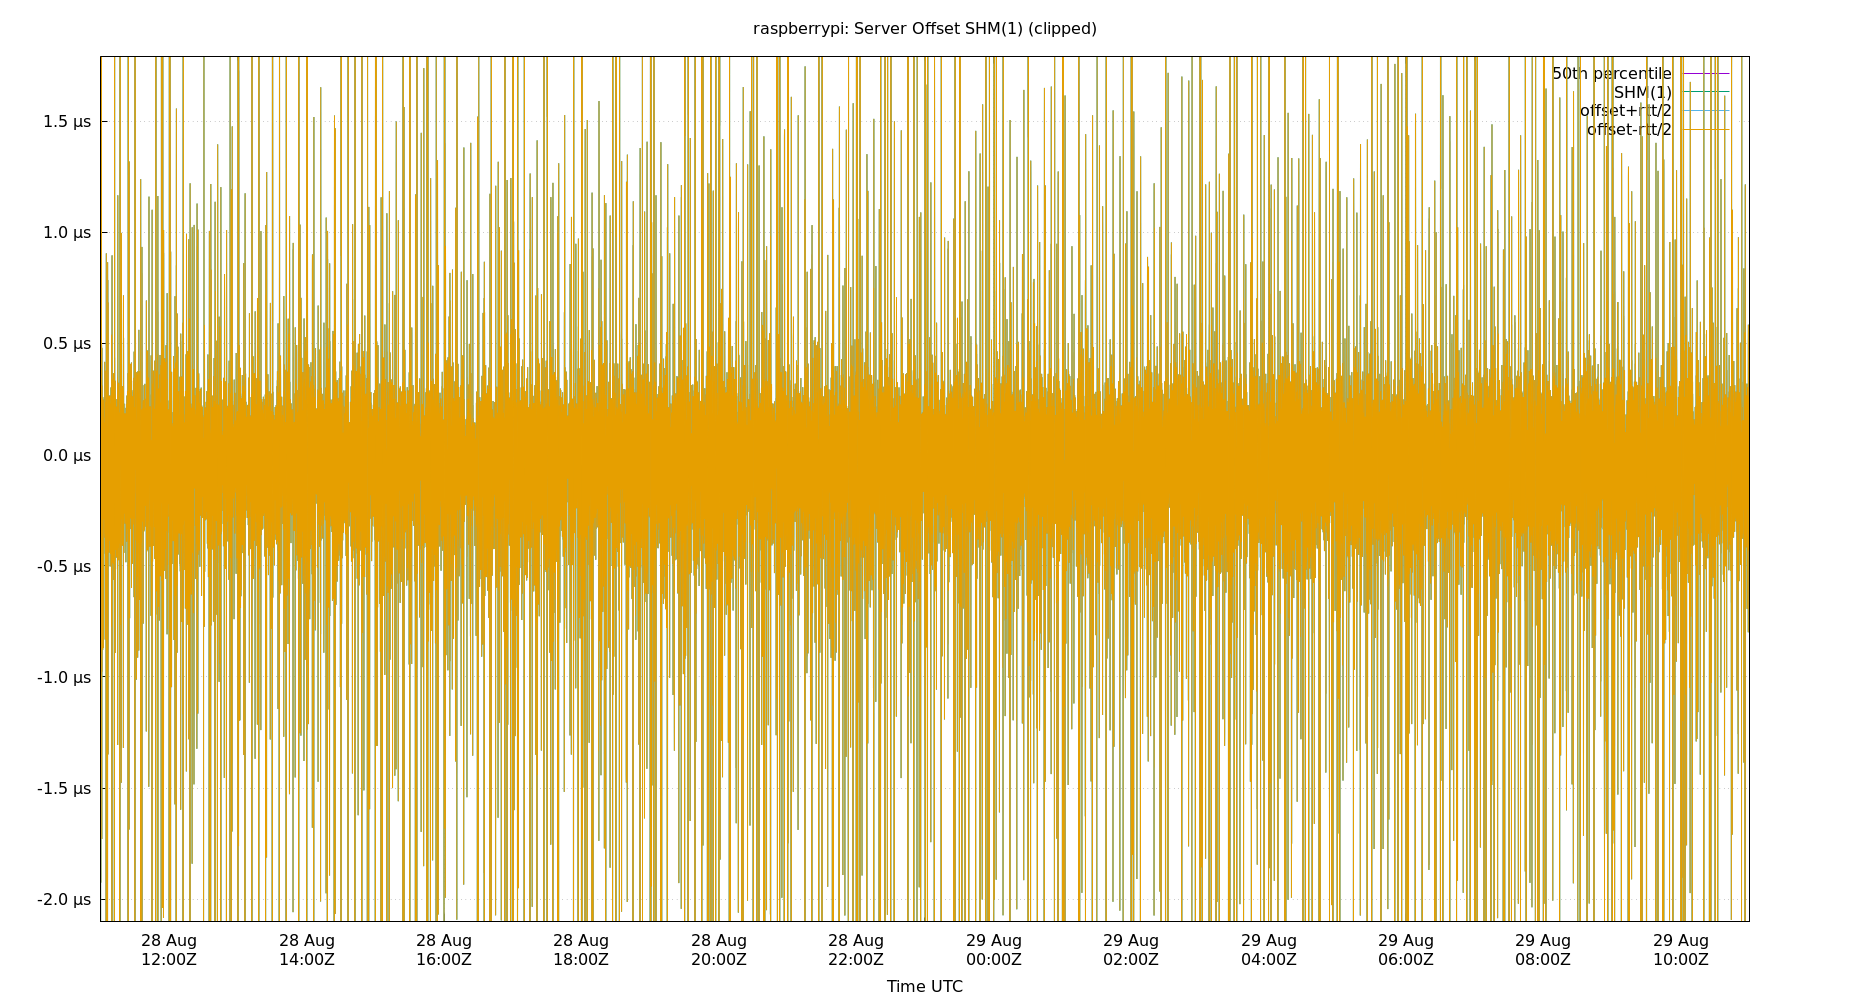 raspberrypi: Server Offset SHM(1) (clipped)
50th percentile
SHM(1)
offset+rtt/2
offset-rtt/2
1.5 µs
1.0 µs
0.5 µs
0.0 µs
-0.5 µs
-1.0 µs
-1.5 µs
-2.0 µs
28 Aug 28 Aug 28 Aug 28 Aug 28 Aug 28 Aug 29 Aug 29 Aug 29 Aug 29 Aug 29 Aug 29 Aug
12:00Z 14:00Z 16:00Z 18:00Z 20:00Z 22:00Z 00:00Z 02:00Z 04:00Z 06:00Z 08:00Z 10:00Z
Time UTC